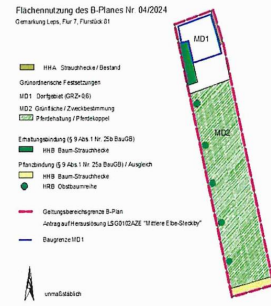 Flächennutzung des B-Planes Nr. 04/2024
Gemarkung Leps, Flur 7, Flurstück 81
HHA Strauchhecke / Bestand
Grünordnerische Festsetzungen
MD1 Dorfgebiet (GRZ=0,6)
MD2 Grünfläche / Zweckbestimmung
Pferdehaltung / Pferdekoppel
Erhaltungsbindung (§ 9 Abs.1 Nr. 25b BauGB)
HHB Baum-Strauchhecke
Pflanzbindung (§ 9 Abs.1 Nr. 25a BauGB) / Ausgleich
HHB Baum-Strauchhecke
HRB Obstbaumreihe
Geltungsbereichsgrenze B-Plan
Antrag auf Herauslösung LSG0102AZE "Mittlere Elbe-Steckby"
Baugrenze MD1
unmaßstäblich
MD1
MD2